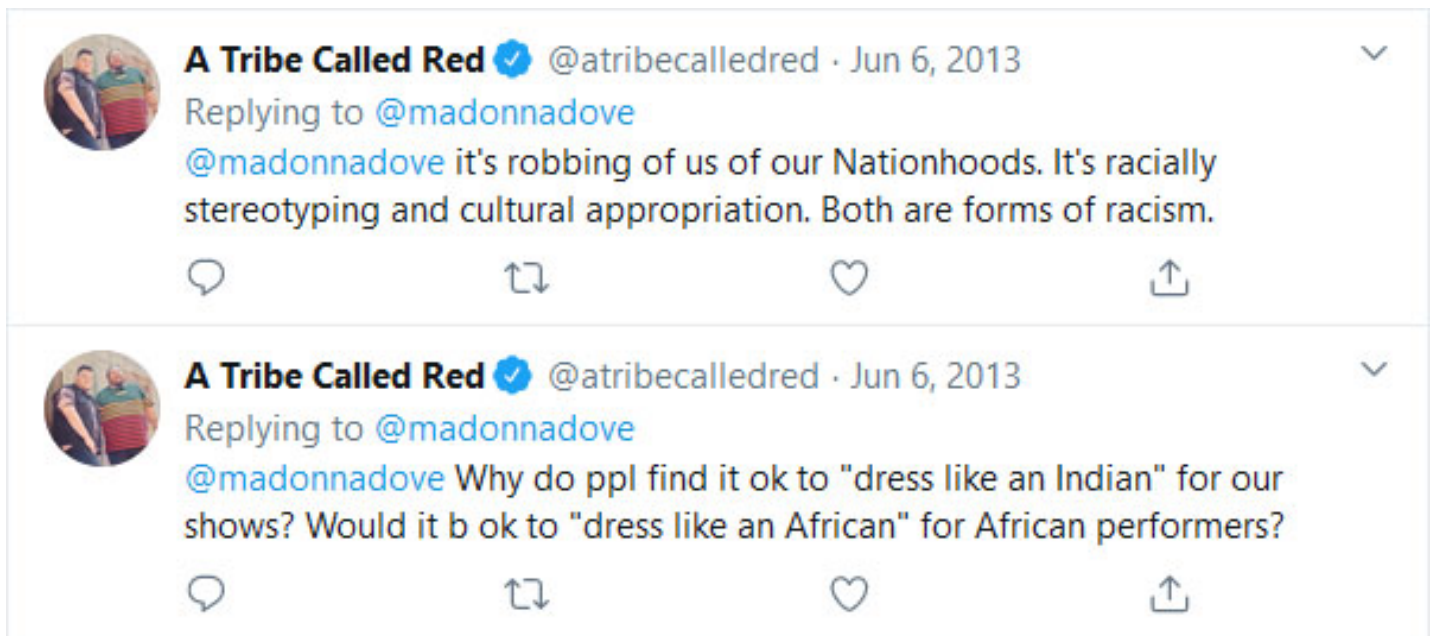 A Tribe Called Red @atribecalledred · Jun 6, 2013
Replying to @madonnadove
@madonnadove it's robbing of us of our Nationhoods. It's racially
stereotyping and cultural appropriation. Both are forms of racism.
A Tribe Called Red @atribecalledred · Jun 6, 2013
Replying to @madonnadove
@madonnadove Why do ppl find it ok to "dress like an Indian" for our
shows? Would it b ok to "dress like an African" for African performers?